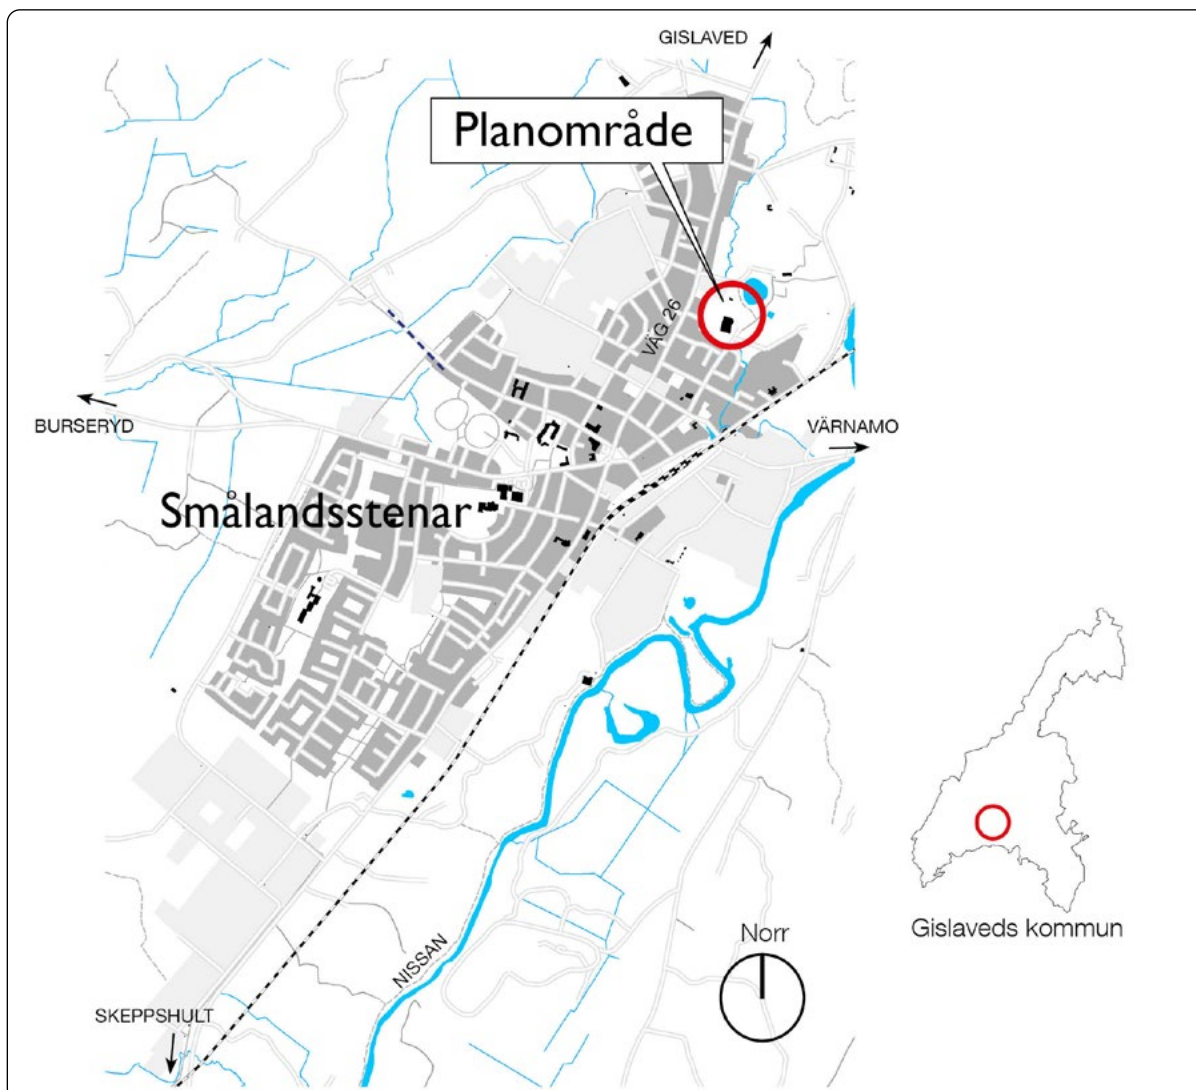 GISLAVED
Planområde
VÄG 26
BURSERYD
VÄRNAMO
Smålandsstenar
NISSAN
Norr
Gislaveds kommun
SKEPPSHULT